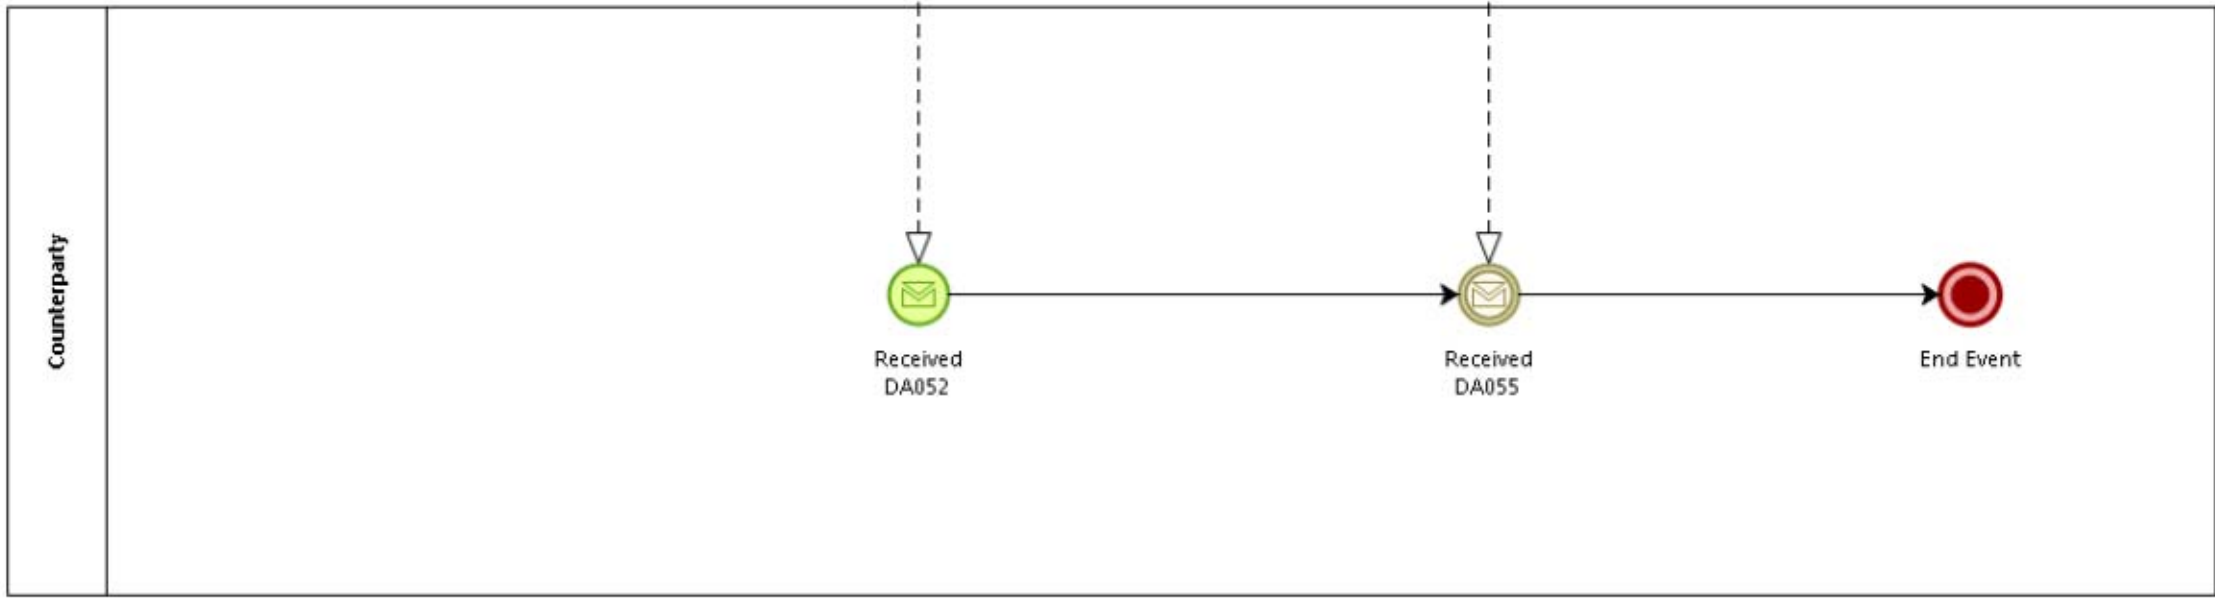 Counterparty
Received
DA052
Received
DA055
End Event